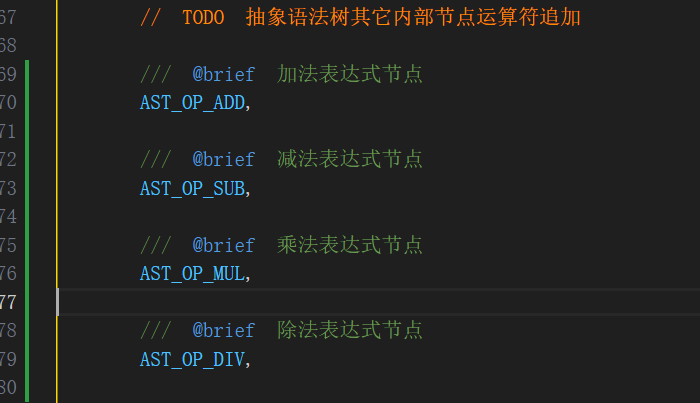 67 // TODO 抽象语法树其它内部节点运算符追加
68
69 /// @brief 加法表达式节点
70 AST_OP_ADD,
71
72 /// @brief 减法表达式节点
73 AST_OP_SUB,
74
75 /// @brief 乘法表达式节点
76 AST_OP_MUL,
77
78 /// @brief 除法表达式节点
79 AST_OP_DIV,
80